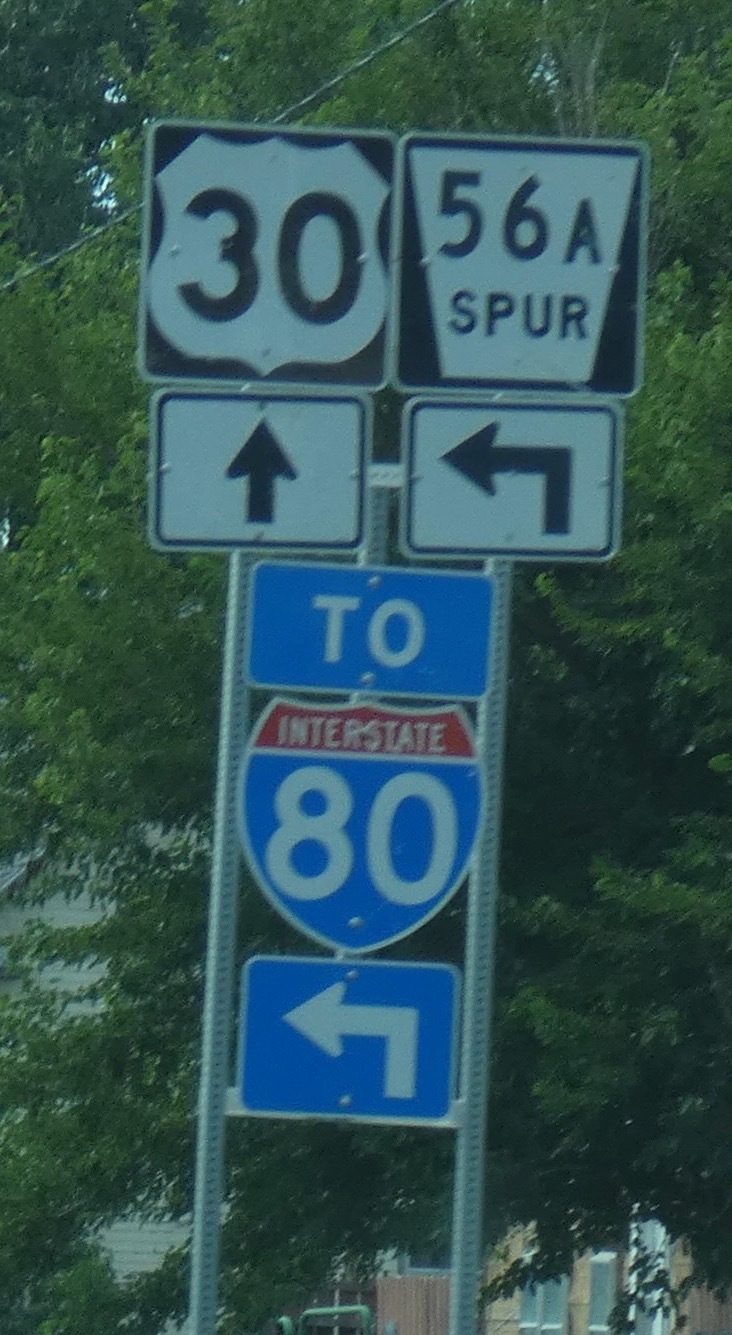 30
56A
SPUR
TO
INTERSTATE
80